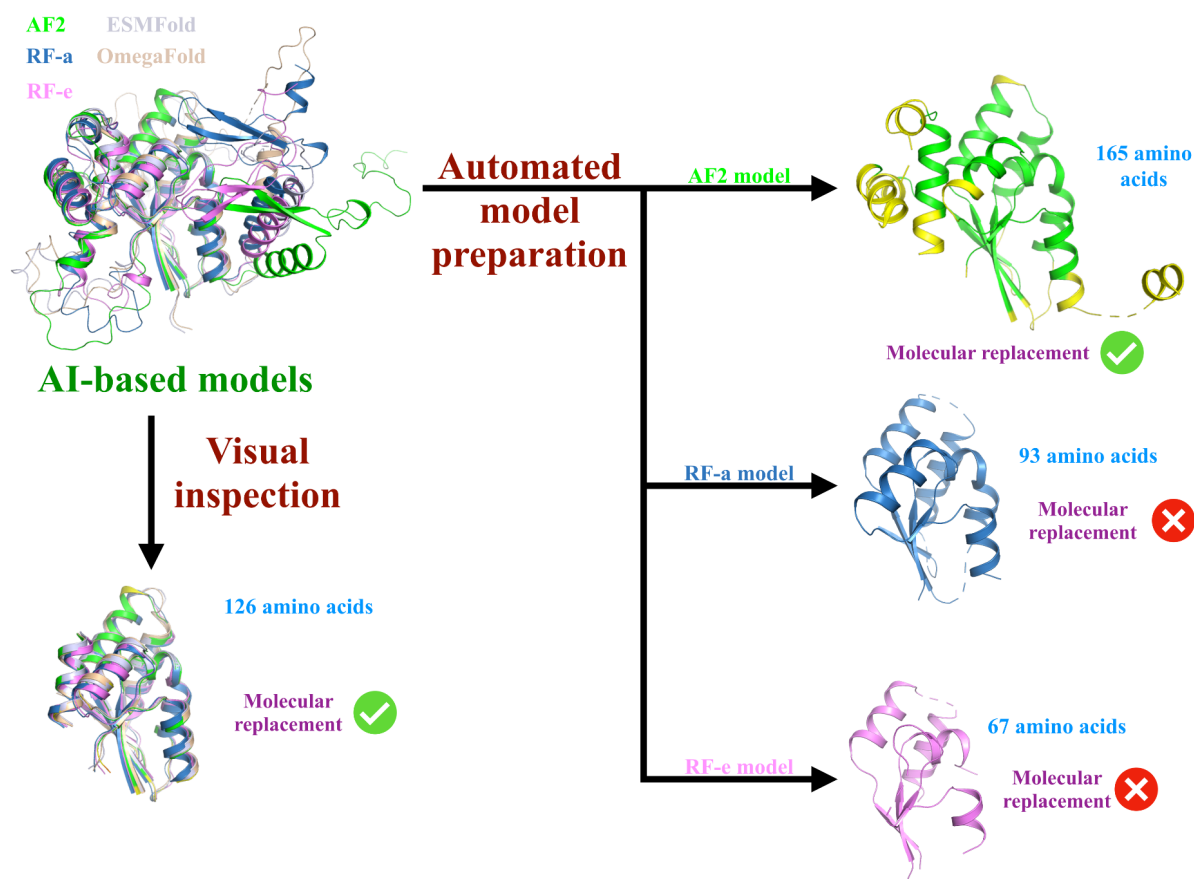 AF2 ESMFold
RF-a OmegaFold
RF-e
AI-based models
Automated
model
preparation
Visual
inspection
126 amino acids
Molecular
replacement
AF2 model
165 amino
acids
Molecular replacement
RF-a model
93 amino acids
Molecular
replacement
RF-e model
67 amino acids
Molecular
replacement